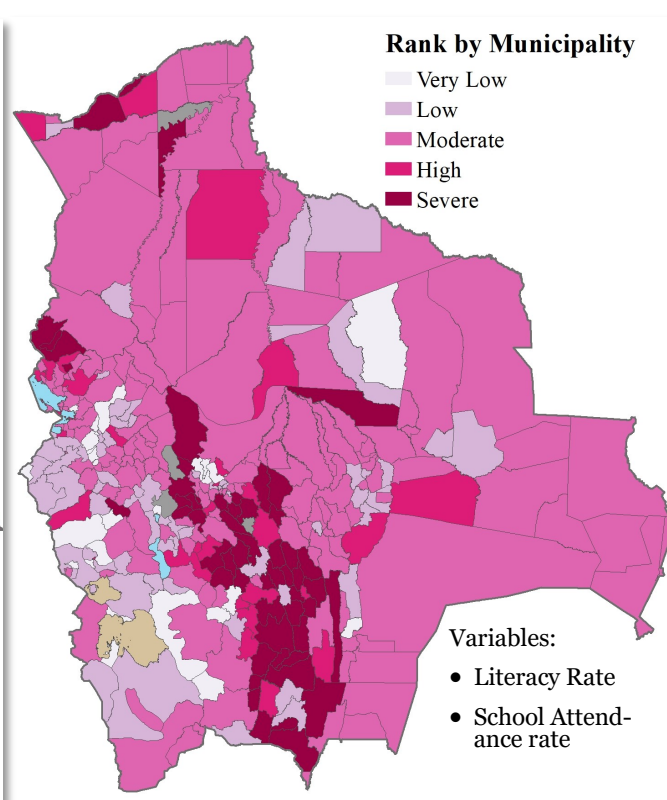 Rank by Municipality
Very Low
Low
Moderate
High
Severe
Variables:
• Literacy Rate
• School Attend-
ance rate